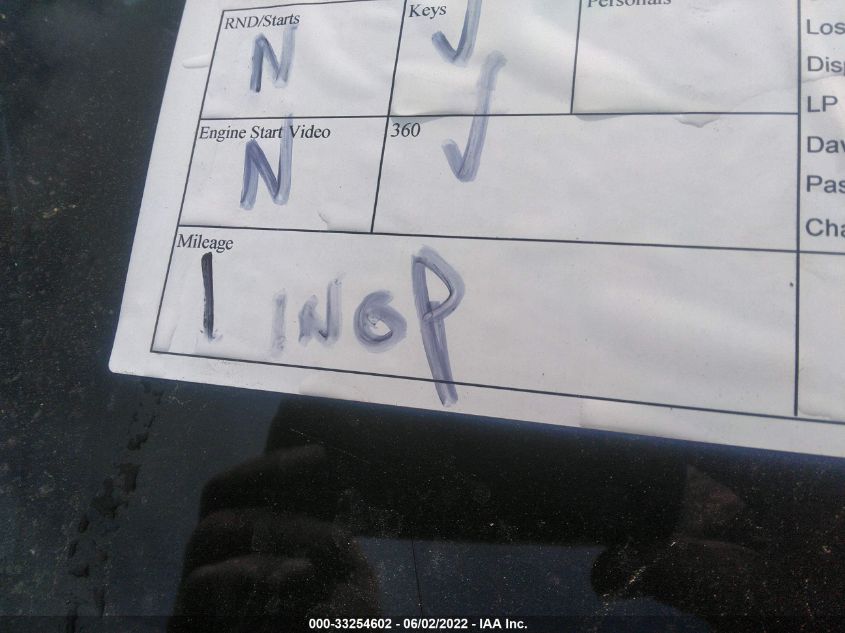 RND/Starts Keys Personals
N √ Los
Disp
LP
Engine Start Video 360 Dav
N √ Pas
Cha
Mileage
1 INOP
000-33254602 - 06/02/2022 - IAA Inc.